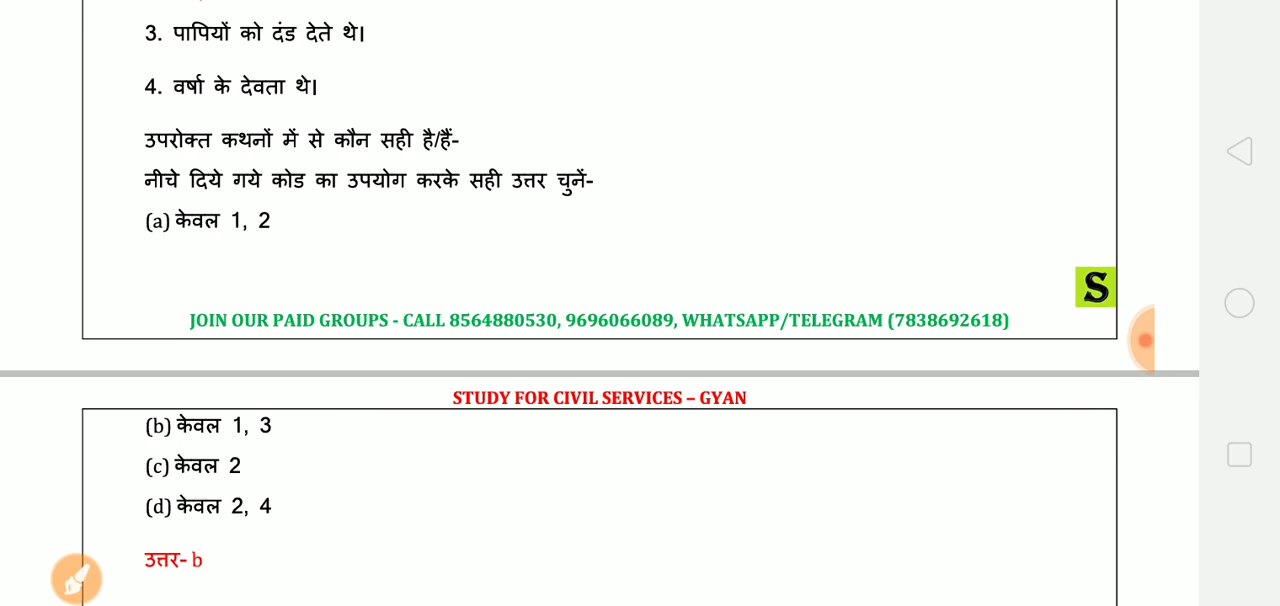 3. पापियों को दंड देते थे।
4. वर्षा के देवता थे।
उपरोक्त कथनों में से कौन सही है/हैं-
नीचे दिये गये कोड का उपयोग करके सही उत्तर चुनें-
(a) केवल 1, 2
S
JOIN OUR PAID GROUPS - CALL 8564880530, 9696066089, WHATSAPP/TELEGRAM (7838692618)
STUDY FOR CIVIL SERVICES – GYAN
(b) केवल 1, 3
(c) केवल 2
(d) केवल 2, 4
उत्तर- b